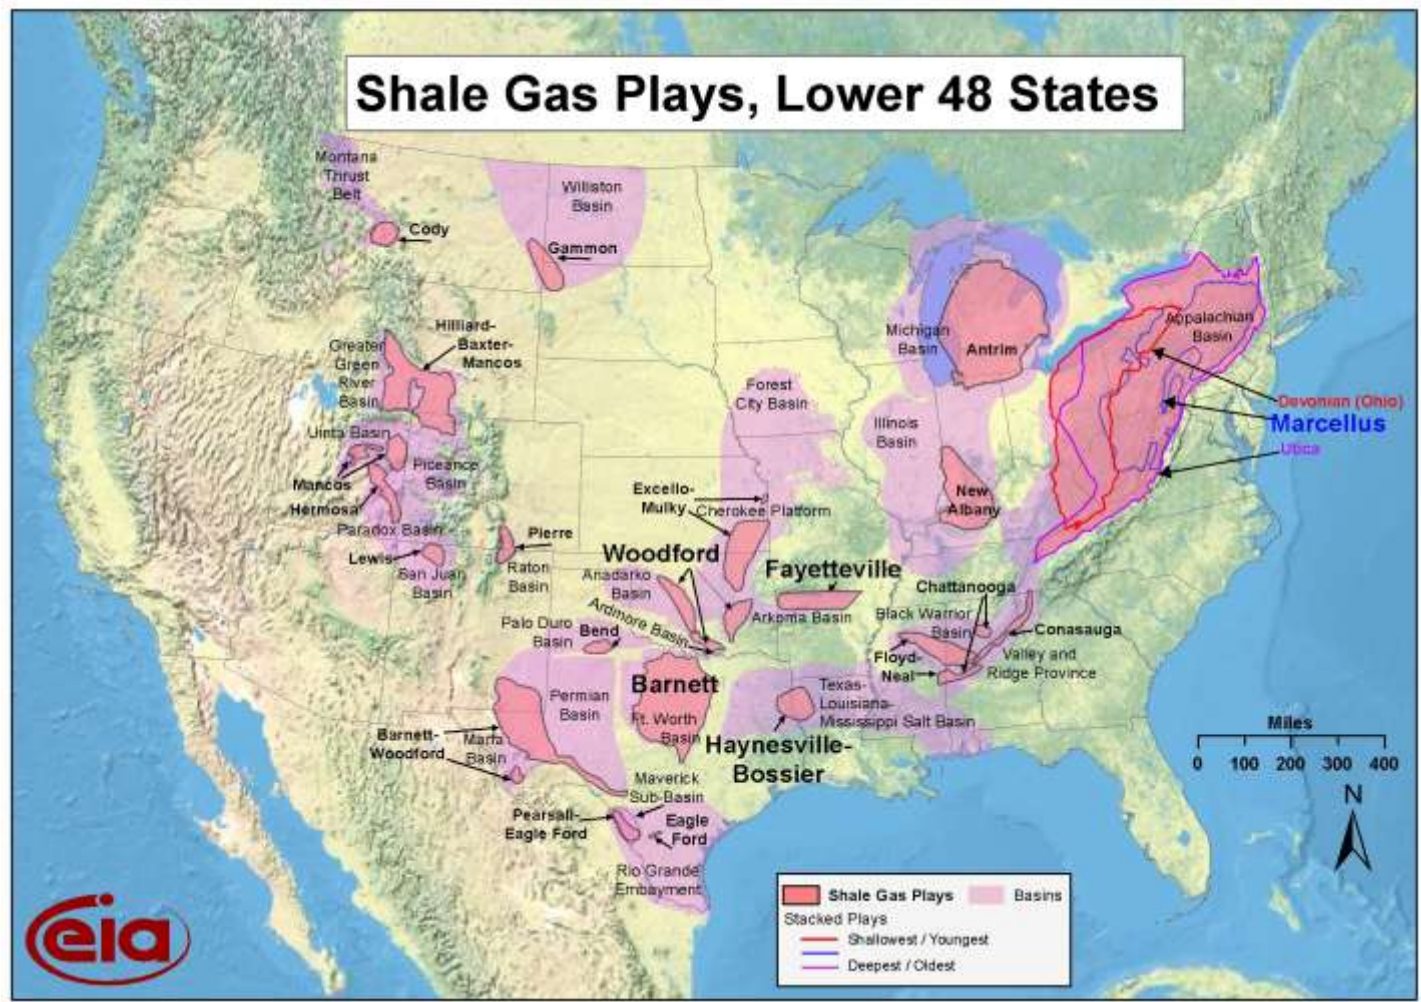 Shale Gas Plays, Lower 48 States
Montana
Thrust
Belt
Cody
Williston
Basin
Gammon
Hilliard-
Baxter-
Mancos
Greater
Green
River
Basin
Uinta Basin
Piceance
Basin
Mancos
Hermosa
Paradox Basin
Lewis
San Juan
Basin
Pierre
Raton
Basin
Michigan
Basin
Antrim
Forest
City Basin
Illinois
Basin
New
Albany
Appalachian
Basin
Devonian (Ohio)
Marcellus
Utica
Excello-
Mulky
Cherokee Platform
Woodford
Anadarko
Basin
Ardmore Basin
Fayetteville
Arkoma Basin
Chattanooga
Black Warrior
Basin
Conasauga
Floyd-
Neal
Valley and
Ridge Province
Palo Duro
Basin
Bend
Barnett
Ft. Worth
Basin
Permian
Basin
Barnett-
Woodford
Marfa
Basin
Texas-
Louisiana-
Mississippi Salt Basin
Haynesville-
Bossier
Maverick
Sub-Basin
Pearsall-
Eagle Ford
Eagle
Ford
Rio Grande
Embayment
Miles
0 100 200 300 400
N
Shale Gas Plays
Basins
Stacked Plays
Shallowest / Youngest
Deepest / Oldest
eia